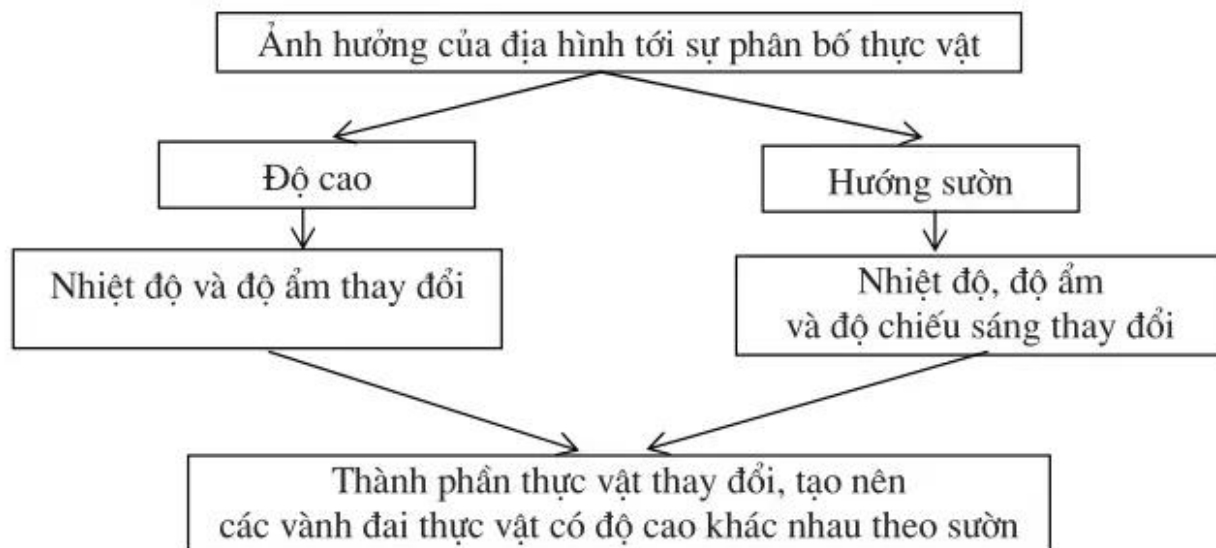 Ảnh hưởng của địa hình tới sự phân bố thực vật
Độ cao
Hướng sườn
Nhiệt độ và độ ẩm thay đổi
Nhiệt độ, độ ẩm
và độ chiếu sáng thay đổi
Thành phần thực vật thay đổi, tạo nên
các vành đai thực vật có độ cao khác nhau theo sườn